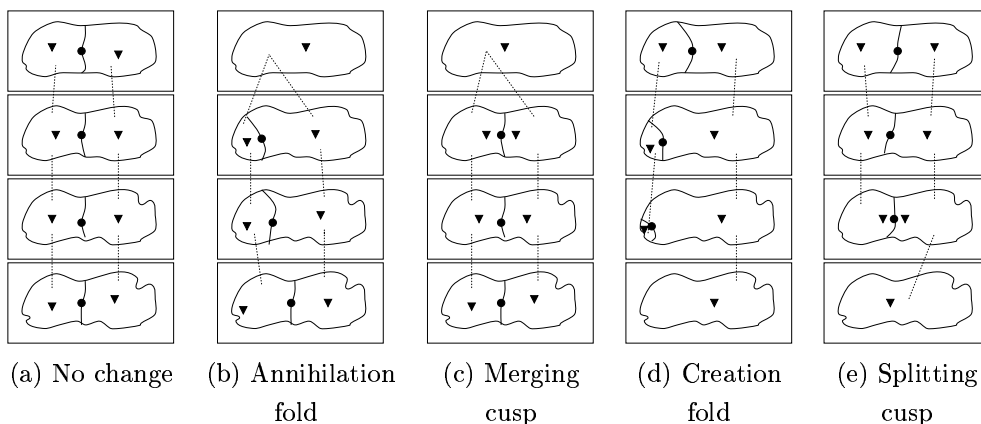 (a) No change
(b) Annihilation
fold
(c) Merging
cusp
(d) Creation
fold
(e) Splitting
cusp